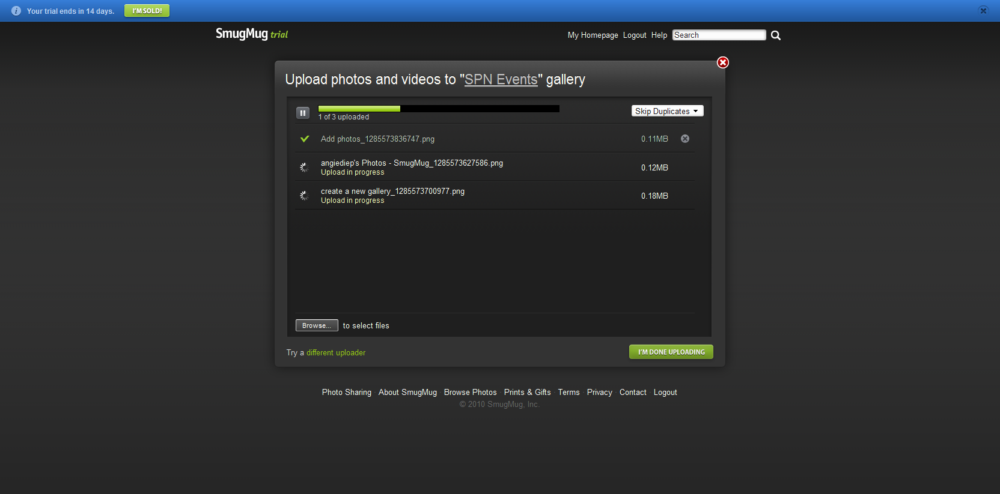 Your trial ends in 14 days.
I'M SOLD!
SmugMug trial
My Homepage Logout Help Search
Upload photos and videos to "SPN Events" gallery
Skip Duplicates
1 of 3 uploaded
Add photos_1285573836747.png 0.11MB
angiediep's Photos - SmugMug_1285573627586.png
Upload in progress
0.12MB
create a new gallery_1285573700977.png
Upload in progress
0.18MB
Browse... to select files
Try a different uploader
I'M DONE UPLOADING
Photo Sharing · About SmugMug · Browse Photos · Prints & Gifts · Terms · Privacy · Contact · Logout
© 2010 SmugMug, Inc.